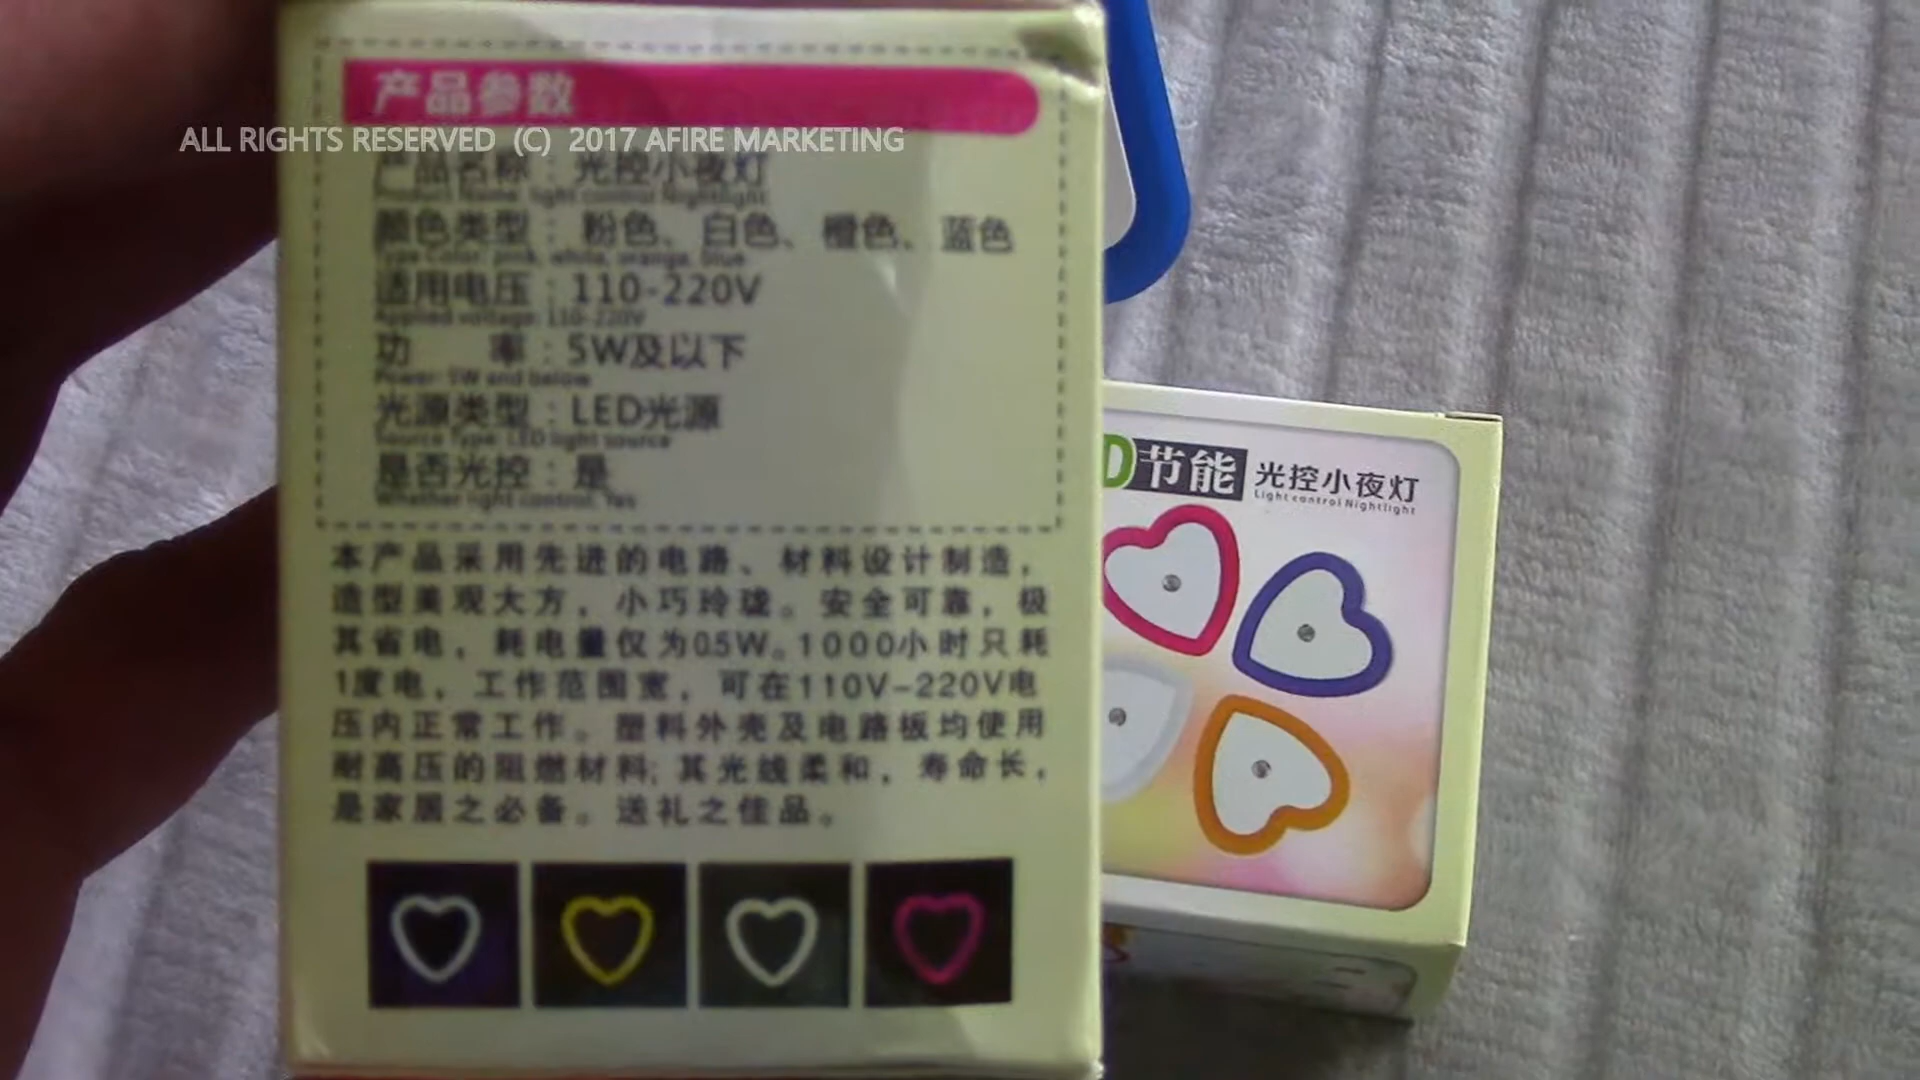 产品参数
ALL RIGHTS RESERVED (C) 2017 AFIRE MARKETING
产品名称：光控小夜灯
Product Name: light control Nightlight
颜色类型：粉色、白色、橙色、蓝色
Type Color: pink, white, orange, blue
适用电压：110-220V
Applied voltage: 110-220V
功 率：5W及以下
Power: 5W and below
光源类型：LED光源
Source Type: LED light source
是否光控：是
Whether light control: Yes
本产品采用先进的电路、材料设计制造，
造型美观大方，小巧玲珑。安全可靠，极
其省电，耗电量仅为0.5W。1000小时只耗
1度电，工作范围宽，可在110V-220V电
压内正常工作。塑料外壳及电路板均使用
耐高压的阻燃材料；其光线柔和，寿命长，
是家居之必备。送礼之佳品。
D节能 光控小夜灯
Light control Nightlight